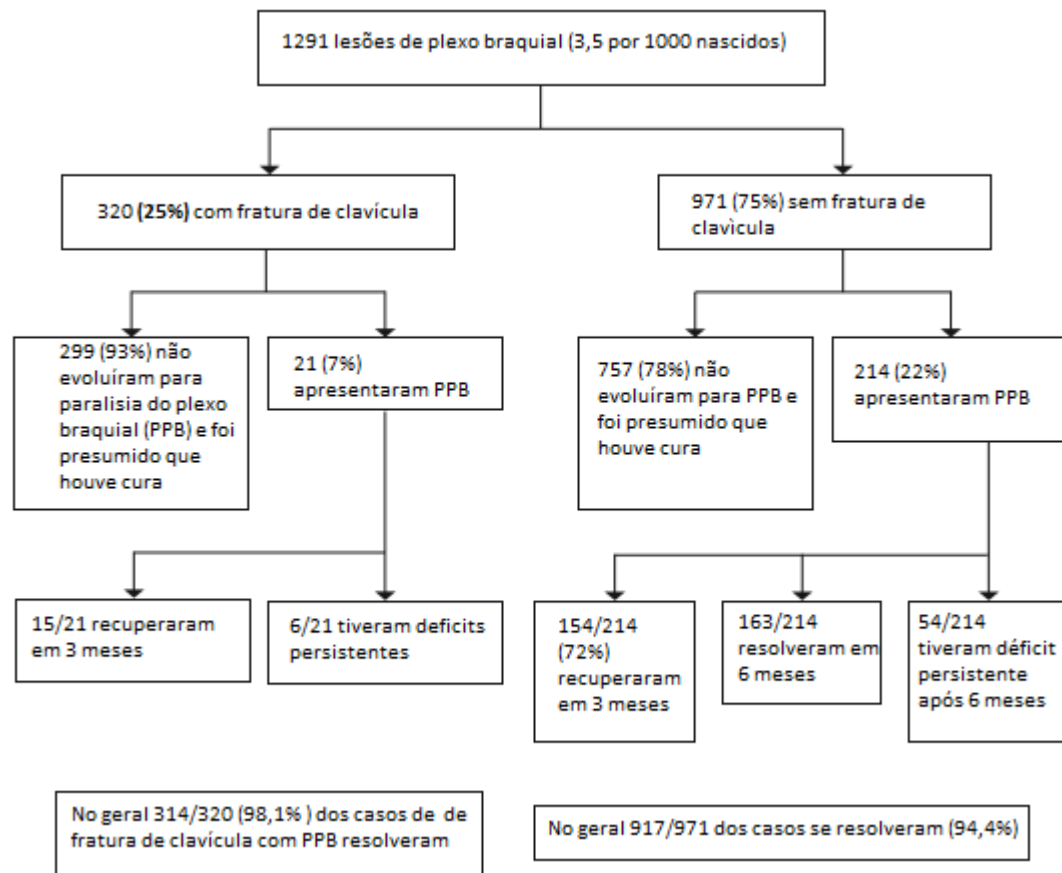 1291 lesões de plexo braquial (3,5 por 1000 nascidos)
320 (25%) com fratura de clavícula
971 (75%) sem fratura de
clavìcula
299 (93%) não
evoluíram para
paralisia do plexo
braquial (PPB) e foi
presumido que
houve cura
21 (7%)
apresentaram PPB
757 (78%) não
evoluíram para PPB e
foi presumido que
houve cura
214 (22%)
apresentaram PPB
15/21 recuperaram
em 3 meses
6/21 tiveram deficits
persistentes
154/214
(72%)
recuperaram
em 3 meses
163/214
resolveram em
6 meses
54/214
tiveram déficit
persistente
após 6 meses
No geral 314/320 (98,1% ) dos casos de de
fratura de clavícula com PPB resolveram
No geral 917/971 dos casos se resolveram (94,4%)